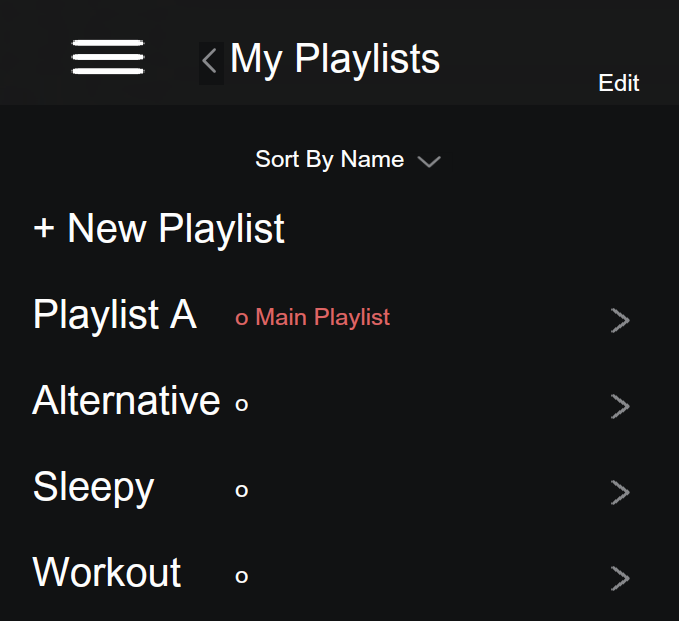 My Playlists
Edit
Sort By Name
+ New Playlist
Playlist A o Main Playlist
Alternative o
Sleepy o
Workout o